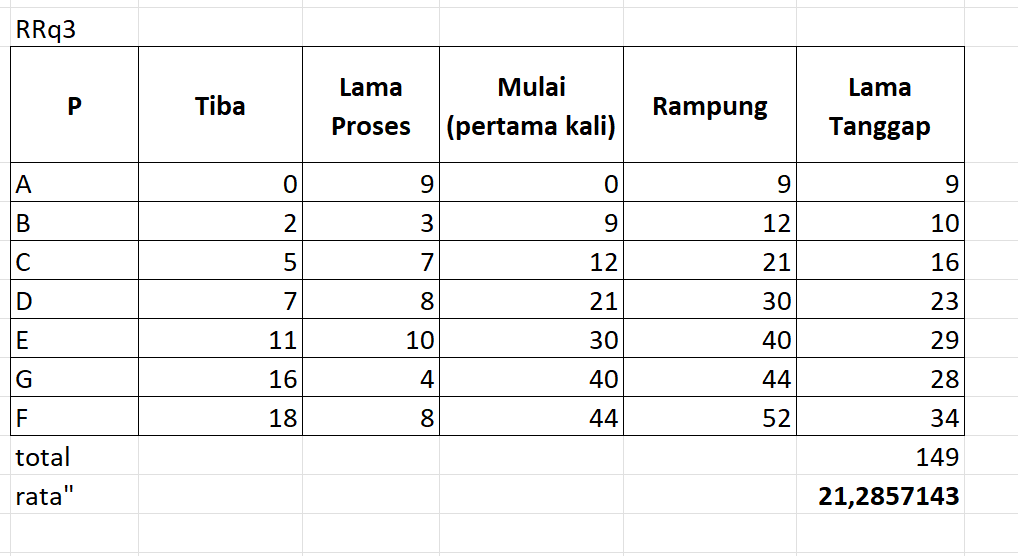 RRq3
P Tiba Lama Proses Mulai (pertama kali) Rampung Lama Tanggap
A 0 9 0 9 9
B 2 3 9 12 10
C 5 7 12 21 16
D 7 8 21 30 23
E 11 10 30 40 29
G 16 4 40 44 28
F 18 8 44 52 34
total 149
rata" 21,2857143